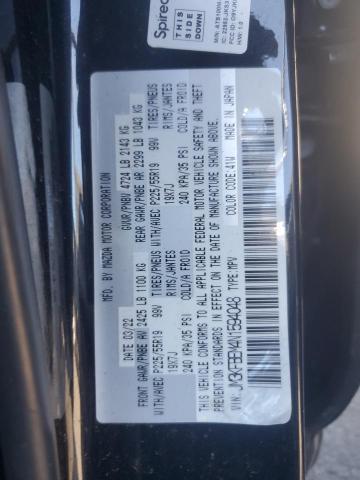 Spireo
THIS
SIDE
DOWN
MFD. BY: MAZDA MOTOR CORPORATION
DATE: 03/22 GVWR/PNBV 4724 LB 2143 KG
FRONT GAWR/PNBE AV 2425 LB 1100 KG REAR GAWR/PNBE AR 2299 LB 1043 KG
WITH/AVEC P225/55R19 99V TIRES/PNEUS WITH/AVEC P225/55R19 99V TIRES/PNEUS
19X7J RIMS/JANTES 19X7J RIMS/JANTES
240 KPA/35 PSI COLD/A FROID 240 KPA/35 PSI COLD/A FROID
THIS VEHICLE CONFORMS TO ALL APPLICABLE FEDERAL MOTOR VEHICLE SAFETY AND THEFT
PREVENTION STANDARDS IN EFFECT ON THE DATE OF MANUFACTURE SHOWN ABOVE.
COLOR: 41W MADE IN JAPAN
VIN: TYPE:MPV